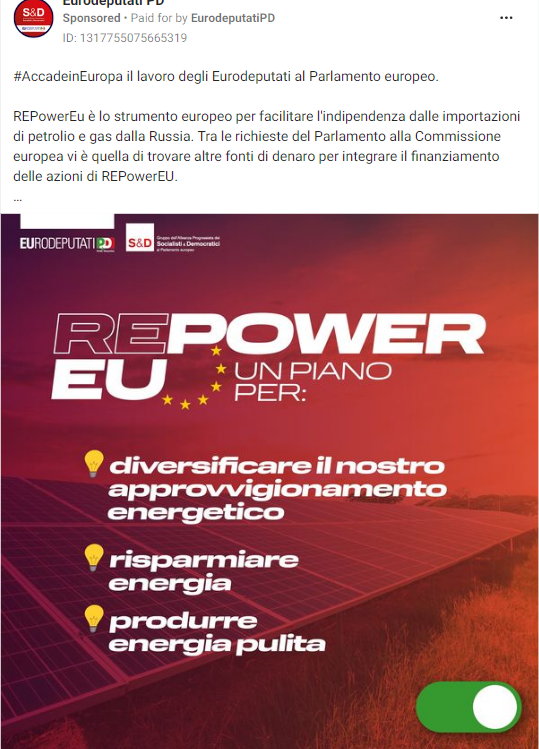 Eurodeputati PD
Sponsored • Paid for by EurodeputatiPD
ID: 1317755075665319
#AccadeinEuropa il lavoro degli Eurodeputati al Parlamento europeo.
REPowerEu è lo strumento europeo per facilitare l'indipendenza dalle importazioni
di petrolio e gas dalla Russia. Tra le richieste del Parlamento alla Commissione
europea vi è quella di trovare altre fonti di denaro per integrare il finanziamento
delle azioni di REPowerEU.
...
EURODEPUTATI PD
S&D
Gruppo dell'Alleanza Progressista dei
Socialisti & Democratici
al Parlamento europeo
REPOWER
EU
UN PIANO
PER:
diversificare il nostro
approvvigionamento
energetico
risparmiare
energia
produrre
energia pulita